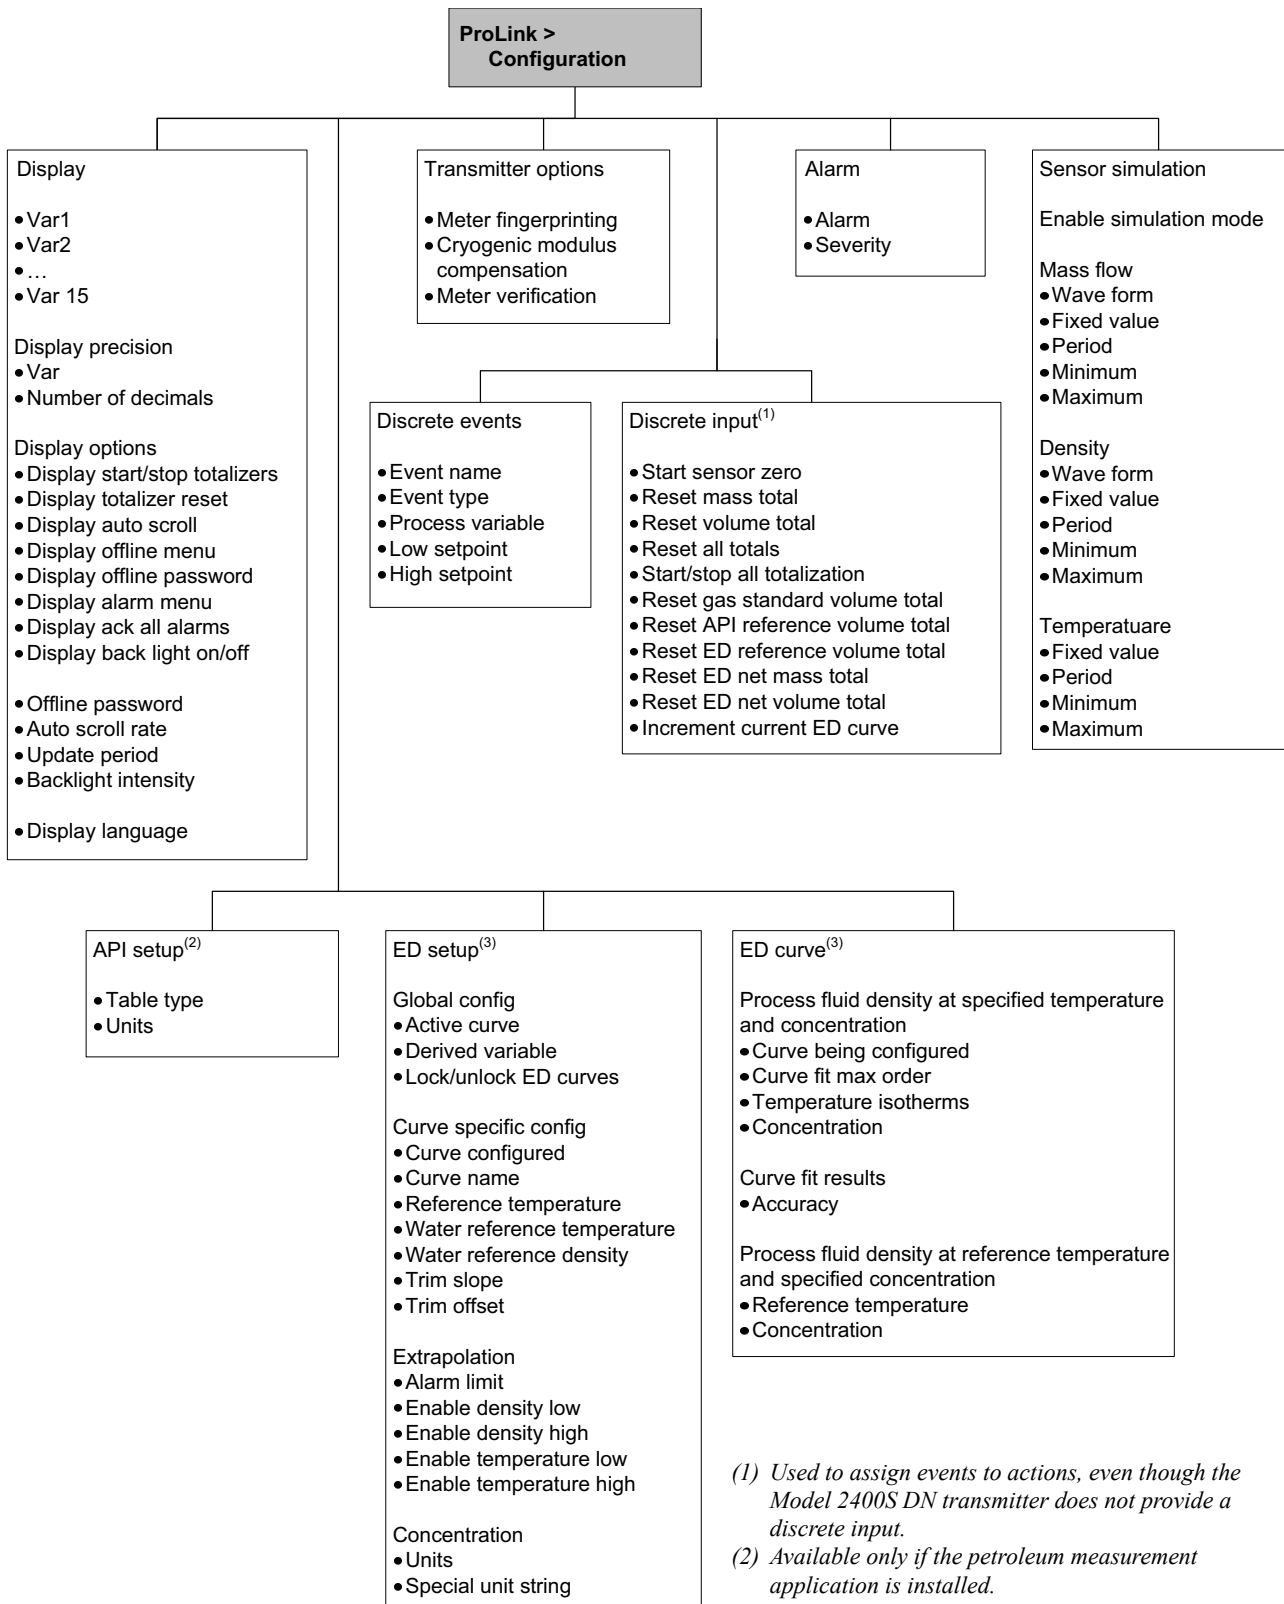 ProLink >
Configuration
Display
• Var1
• Var2
• …
• Var 15
Display precision
• Var
• Number of decimals
Display options
• Display start/stop totalizers
• Display totalizer reset
• Display auto scroll
• Display offline menu
• Display offline password
• Display alarm menu
• Display ack all alarms
• Display back light on/off
• Offline password
• Auto scroll rate
• Update period
• Backlight intensity
• Display language
Transmitter options
• Meter fingerprinting
• Cryogenic modulus
compensation
• Meter verification
Alarm
• Alarm
• Severity
Sensor simulation
Enable simulation mode
Mass flow
• Wave form
• Fixed value
• Period
• Minimum
• Maximum
Density
• Wave form
• Fixed value
• Period
• Minimum
• Maximum
Temperatuare
• Fixed value
• Period
• Minimum
• Maximum
Discrete events
• Event name
• Event type
• Process variable
• Low setpoint
• High setpoint
Discrete input(1)
• Start sensor zero
• Reset mass total
• Reset volume total
• Reset all totals
• Start/stop all totalization
• Reset gas standard volume total
• Reset API reference volume total
• Reset ED reference volume total
• Reset ED net mass total
• Reset ED net volume total
• Increment current ED curve
API setup(2)
• Table type
• Units
ED setup(3)
Global config
• Active curve
• Derived variable
• Lock/unlock ED curves
Curve specific config
• Curve configured
• Curve name
• Reference temperature
• Water reference temperature
• Water reference density
• Trim slope
• Trim offset
Extrapolation
• Alarm limit
• Enable density low
• Enable density high
• Enable temperature low
• Enable temperature high
Concentration
• Units
• Special unit string
ED curve(3)
Process fluid density at specified temperature
and concentration
• Curve being configured
• Curve fit max order
• Temperature isotherms
• Concentration
Curve fit results
• Accuracy
Process fluid density at reference temperature
and specified concentration
• Reference temperature
• Concentration
(1) Used to assign events to actions, even though the
Model 2400S DN transmitter does not provide a
discrete input.
(2) Available only if the petroleum measurement
application is installed.